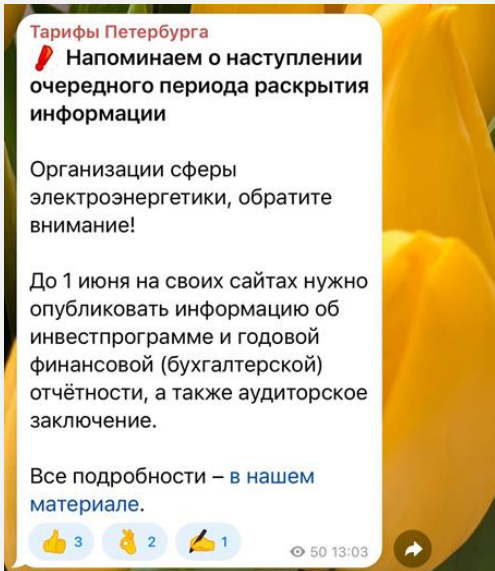 Тарифы Петербурга
Напоминаем о наступлении
очередного периода раскрытия
информации
Организации сферы
электроэнергетики, обратите
внимание!
До 1 июня на своих сайтах нужно
опубликовать информацию об
инвестпрограмме и годовой
финансовой (бухгалтерской)
отчётности, а также аудиторское
заключение.
Все подробности – в нашем
материале.
3 2 1 50 13:03